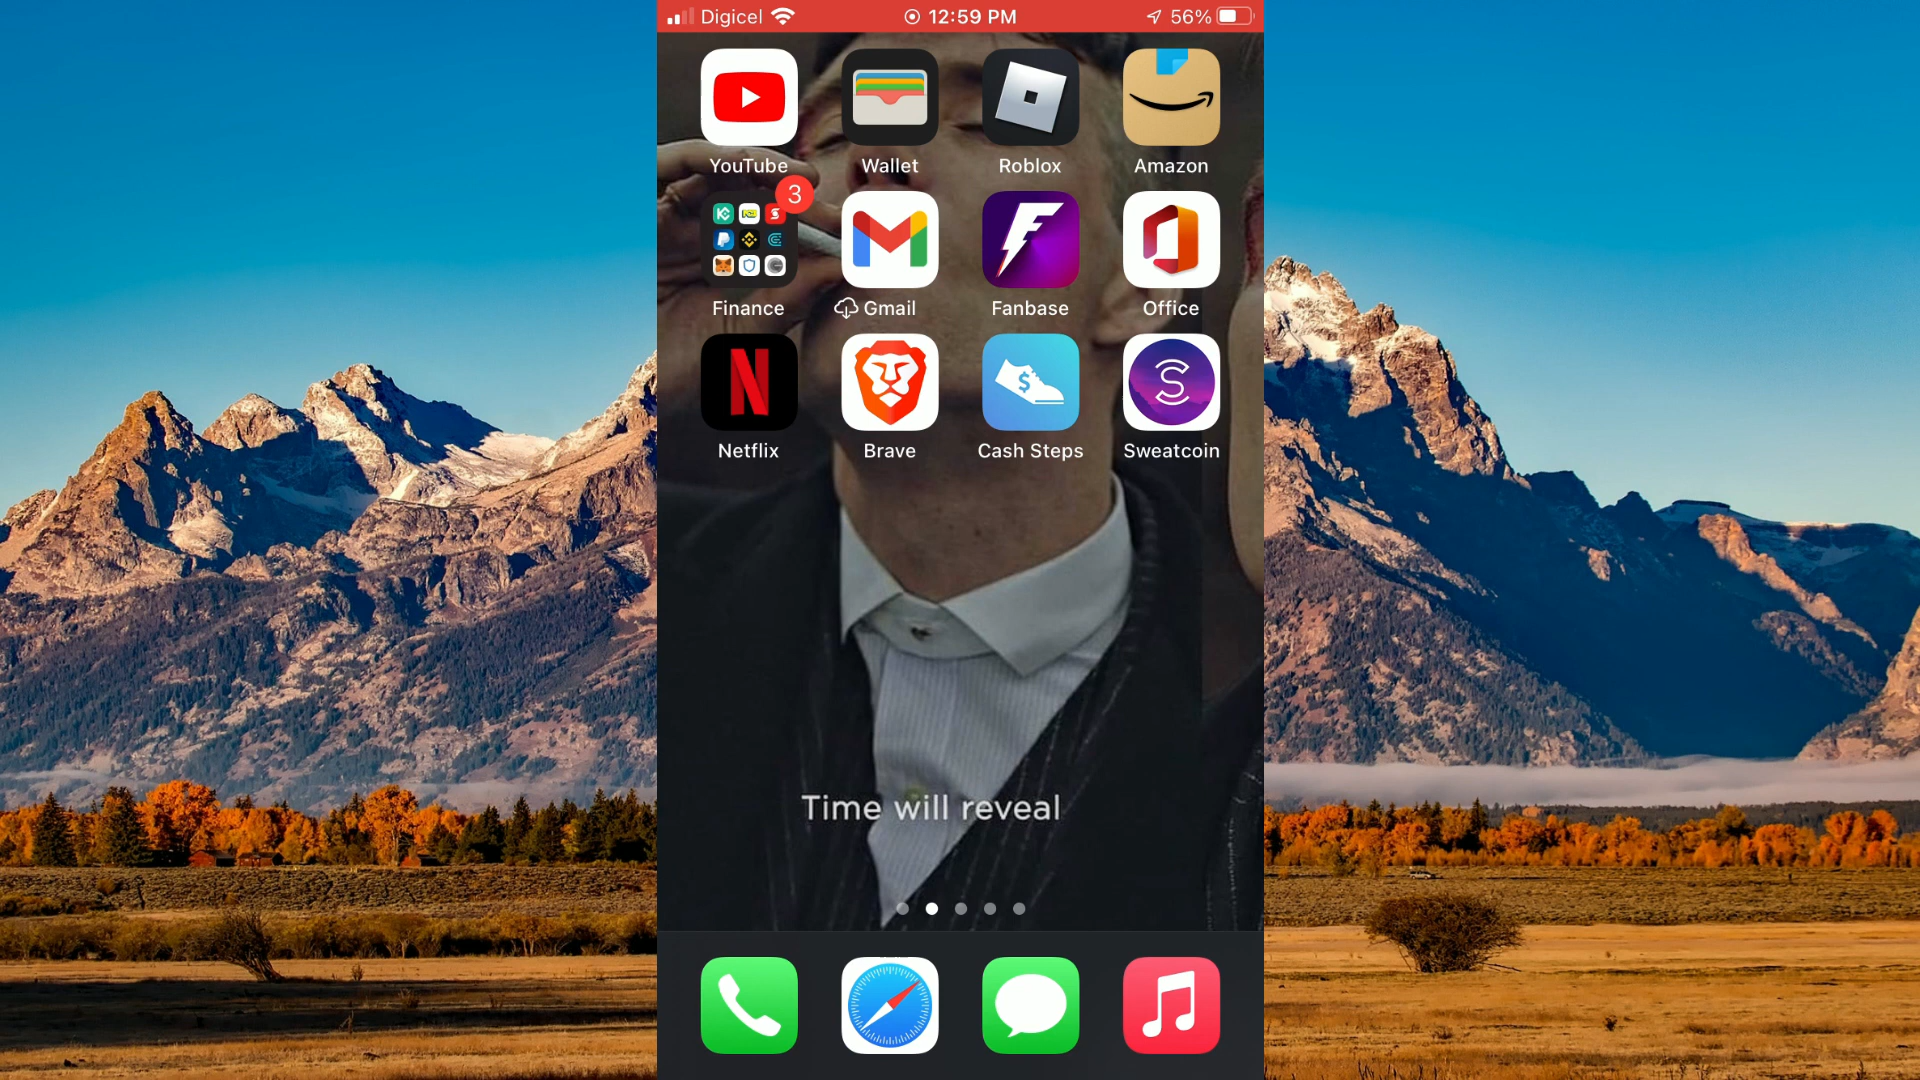 Digicel 12:59 PM 56%
YouTube Wallet Roblox Amazon
3
Finance Gmail Fanbase Office
Netflix Brave Cash Steps Sweatcoin
Time will reveal